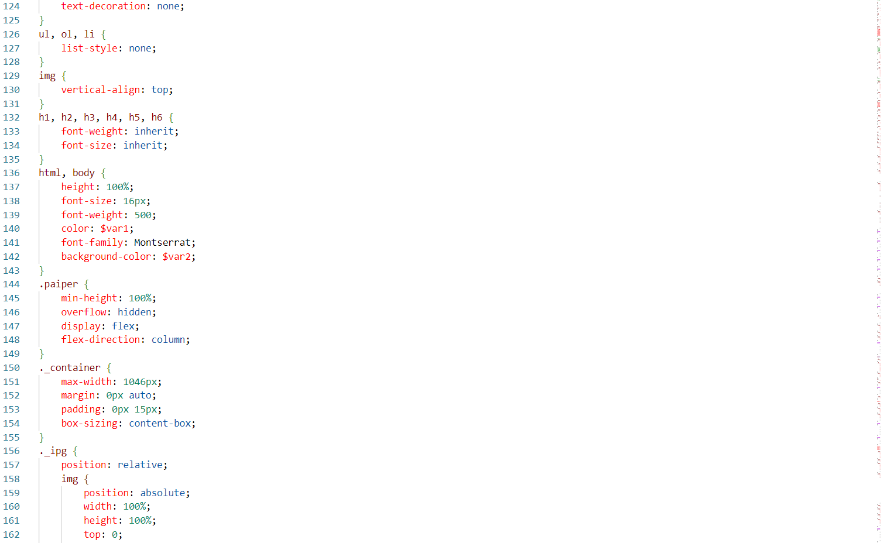 124 text-decoration: none;
125 }
126 ul, ol, li {
127 list-style: none;
128 }
129 img {
130 vertical-align: top;
131 }
132 h1, h2, h3, h4, h5, h6 {
133 font-weight: inherit;
134 font-size: inherit;
135 }
136 html, body {
137 height: 100%;
138 font-size: 16px;
139 font-weight: 500;
140 color: $var1;
141 font-family: Montserrat;
142 background-color: $var2;
143 }
144 .paiper {
145 min-height: 100%;
146 overflow: hidden;
147 display: flex;
148 flex-direction: column;
149 }
150 ._container {
151 max-width: 1046px;
152 margin: 0px auto;
153 padding: 0px 15px;
154 box-sizing: content-box;
155 }
156 ._ipg {
157 position: relative;
158 img {
159 position: absolute;
160 width: 100%;
161 height: 100%;
162 top: 0;